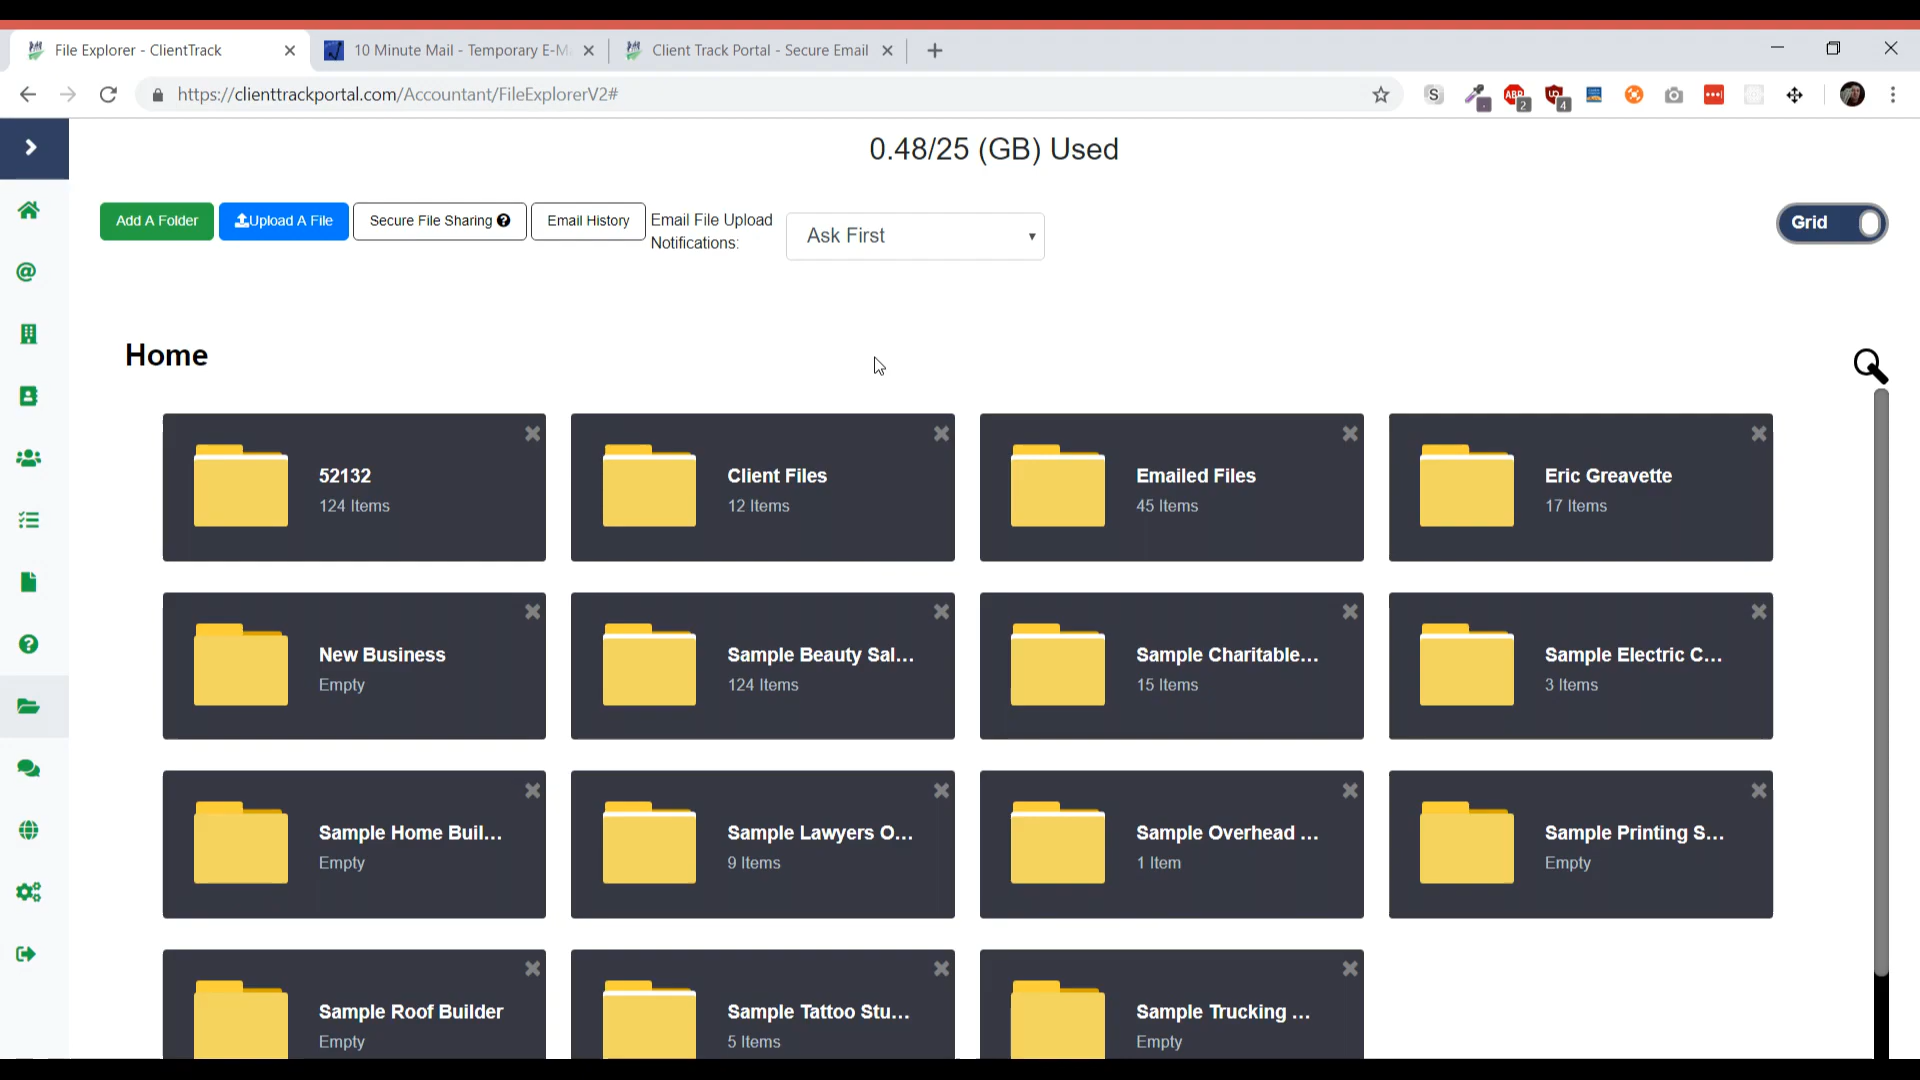 File Explorer - ClientTrack
10 Minute Mail - Temporary E-Ma
Client Track Portal - Secure Email
https://clienttrackportal.com/Accountant/FileExplorerV2#
S
ABP
2
4
0.48/25 (GB) Used
Add A Folder
Upload A File
Secure File Sharing ?
Email History
Email File Upload
Notifications:
Ask First
Grid
Home
52132
124 Items
Client Files
12 Items
Emailed Files
45 Items
Eric Greavette
17 Items
New Business
Empty
Sample Beauty Sal...
124 Items
Sample Charitable...
15 Items
Sample Electric C...
3 Items
Sample Home Buil...
Empty
Sample Lawyers O...
9 Items
Sample Overhead ...
1 Item
Sample Printing S...
Empty
Sample Roof Builder
Empty
Sample Tattoo Stu...
5 Items
Sample Trucking ...
Empty